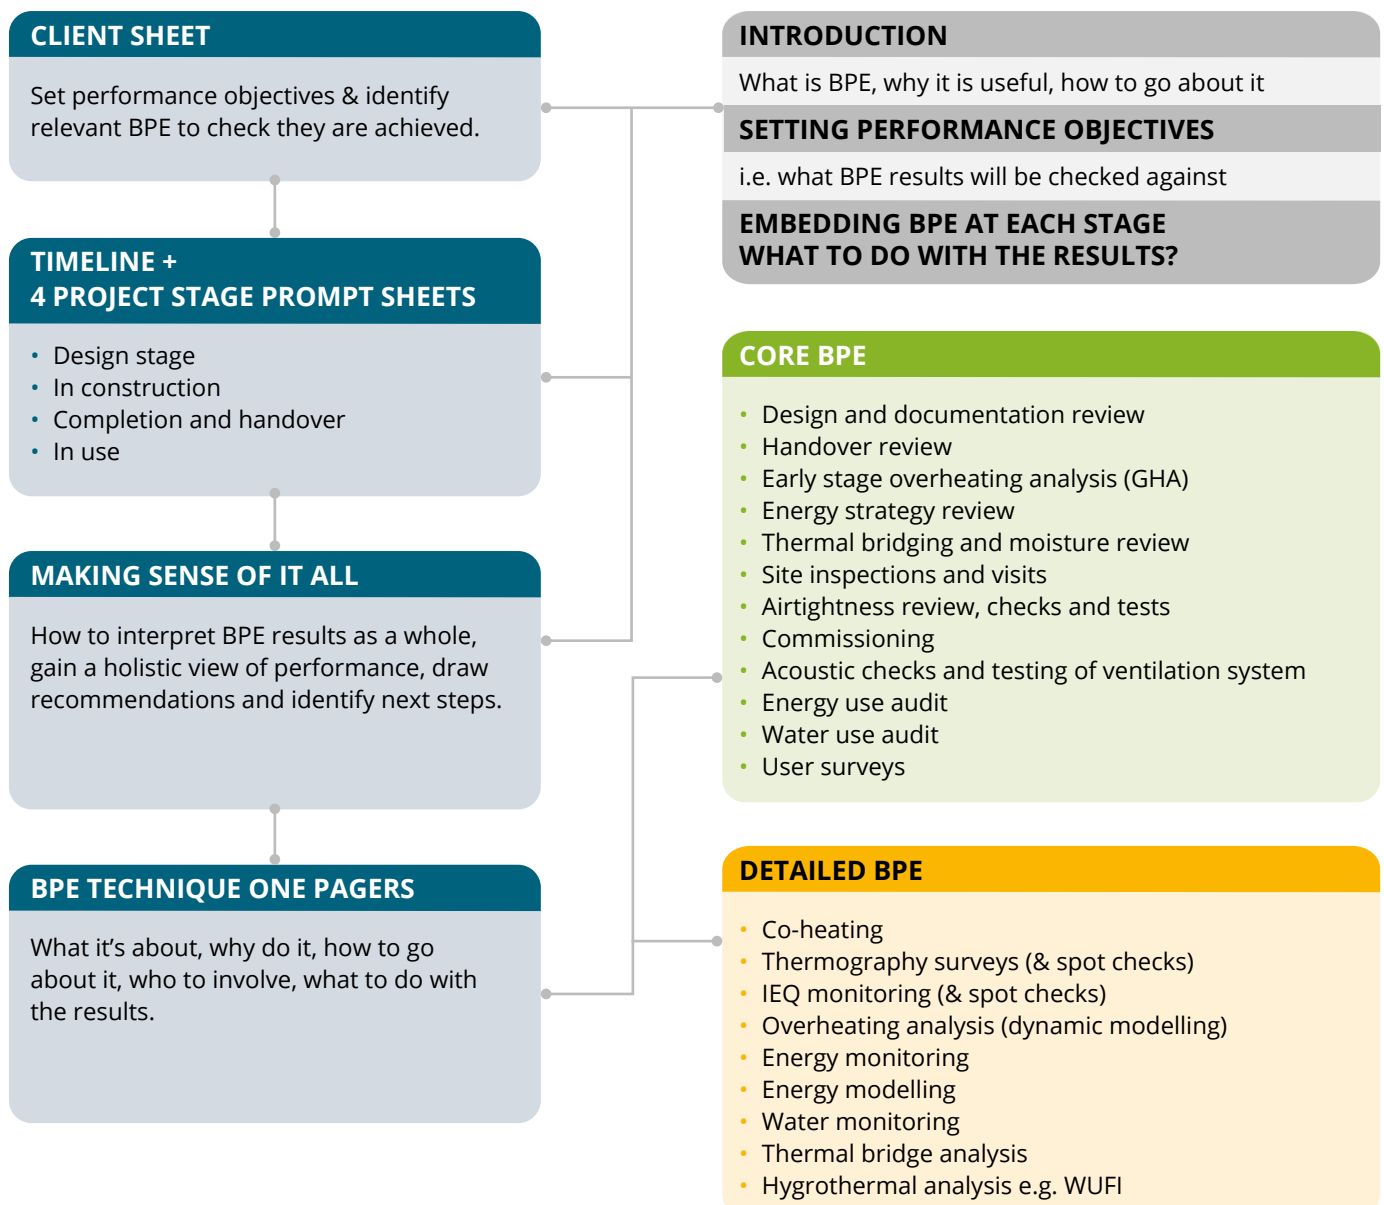 CLIENT SHEET
Set performance objectives & identify
relevant BPE to check they are achieved.
TIMELINE +
4 PROJECT STAGE PROMPT SHEETS
• Design stage
• In construction
• Completion and handover
• In use
MAKING SENSE OF IT ALL
How to interpret BPE results as a whole,
gain a holistic view of performance, draw
recommendations and identify next steps.
BPE TECHNIQUE ONE PAGERS
What it’s about, why do it, how to go
about it, who to involve, what to do with
the results.
INTRODUCTION
What is BPE, why it is useful, how to go about it
SETTING PERFORMANCE OBJECTIVES
i.e. what BPE results will be checked against
EMBEDDING BPE AT EACH STAGE
WHAT TO DO WITH THE RESULTS?
CORE BPE
• Design and documentation review
• Handover review
• Early stage overheating analysis (GHA)
• Energy strategy review
• Thermal bridging and moisture review
• Site inspections and visits
• Airtightness review, checks and tests
• Commissioning
• Acoustic checks and testing of ventilation system
• Energy use audit
• Water use audit
• User surveys
DETAILED BPE
• Co-heating
• Thermography surveys (& spot checks)
• IEQ monitoring (& spot checks)
• Overheating analysis (dynamic modelling)
• Energy monitoring
• Energy modelling
• Water monitoring
• Thermal bridge analysis
• Hygrothermal analysis e.g. WUFI